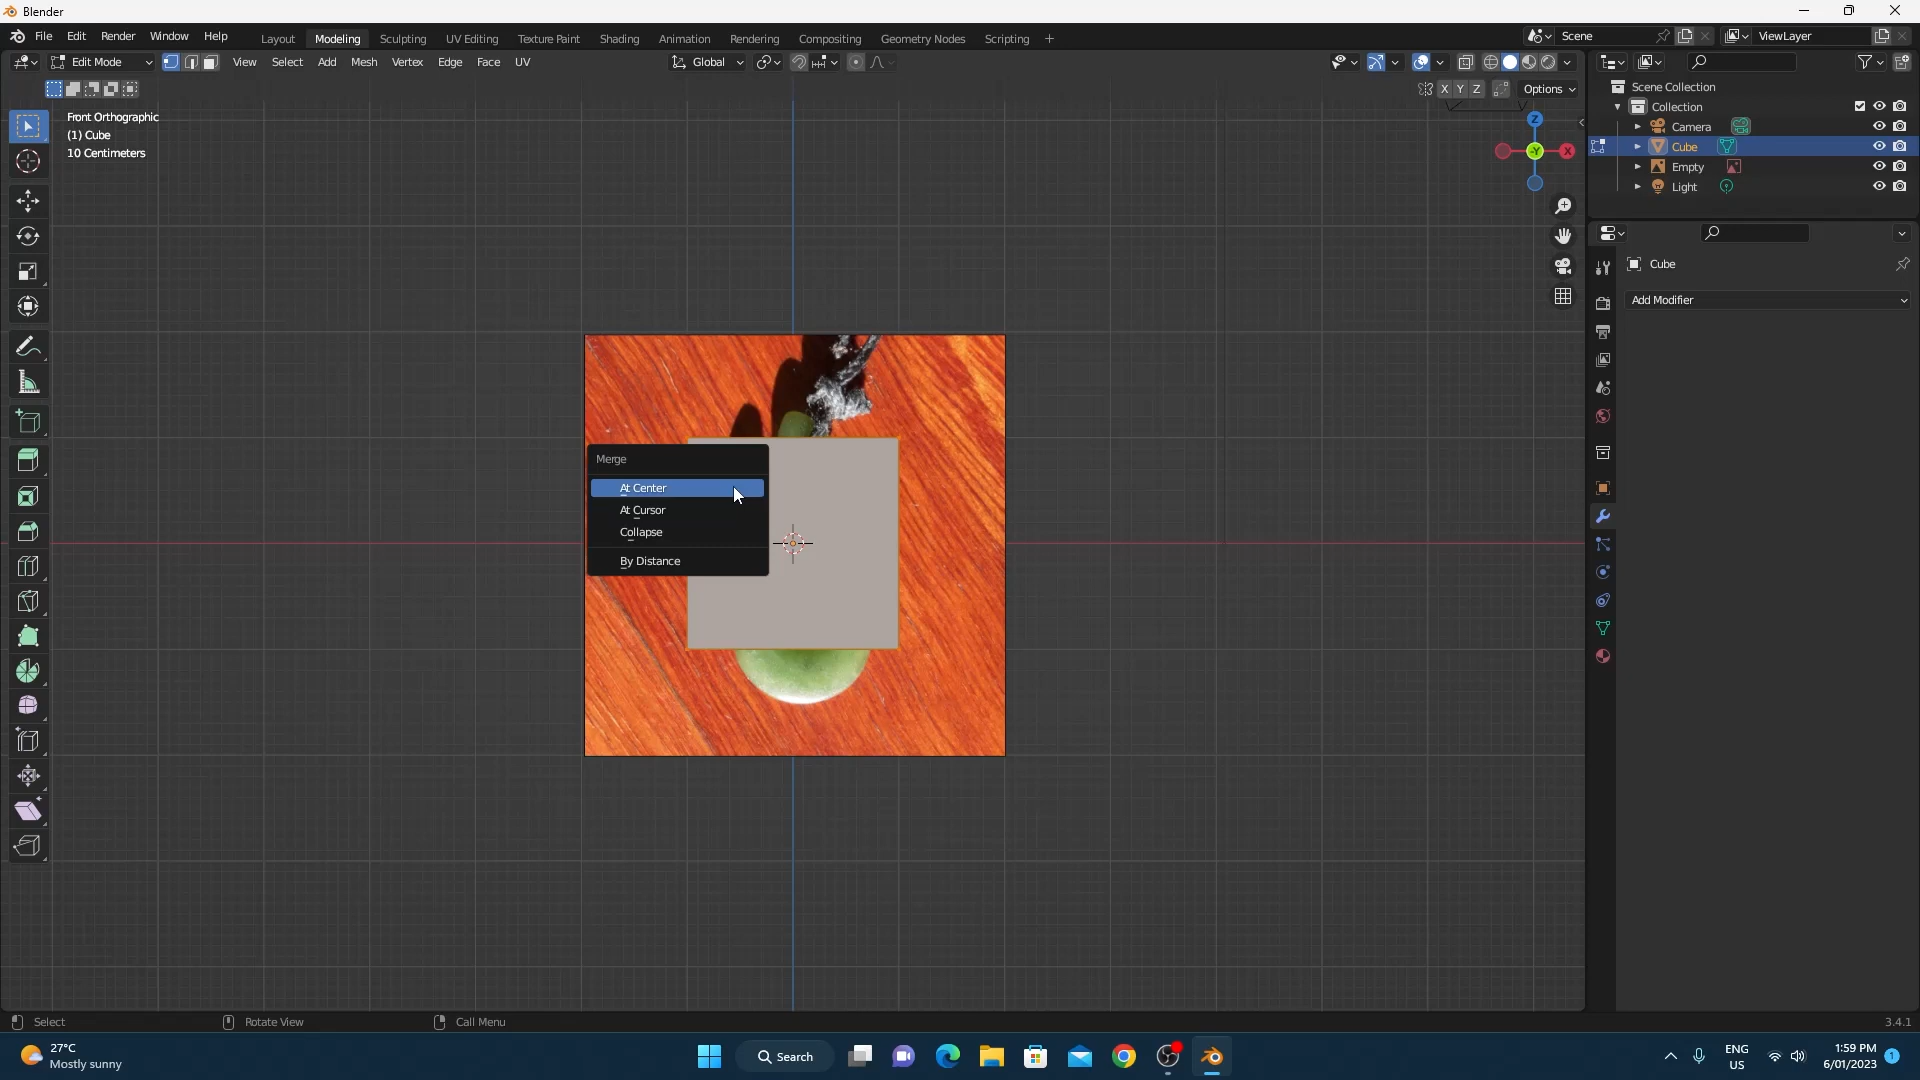 Blender
File Edit Render Window Help
Layout Modeling Sculpting UV Editing Texture Paint Shading Animation Rendering Compositing Geometry Nodes Scripting +
Scene
ViewLayer
Edit Mode View Select Add Mesh Vertex Edge Face UV
Global
X Y Z Options
Front Orthographic
(1) Cube
10 Centimeters
Z
-Y
X
Scene Collection
Collection
Camera
Cube
Empty
Light
Cube
Add Modifier
Merge
At Center
At Cursor
Collapse
By Distance
Select
Rotate View
Call Menu
3.4.1
27°C
Mostly sunny
Search
ENG
US
1:59 PM
6/01/2023
1